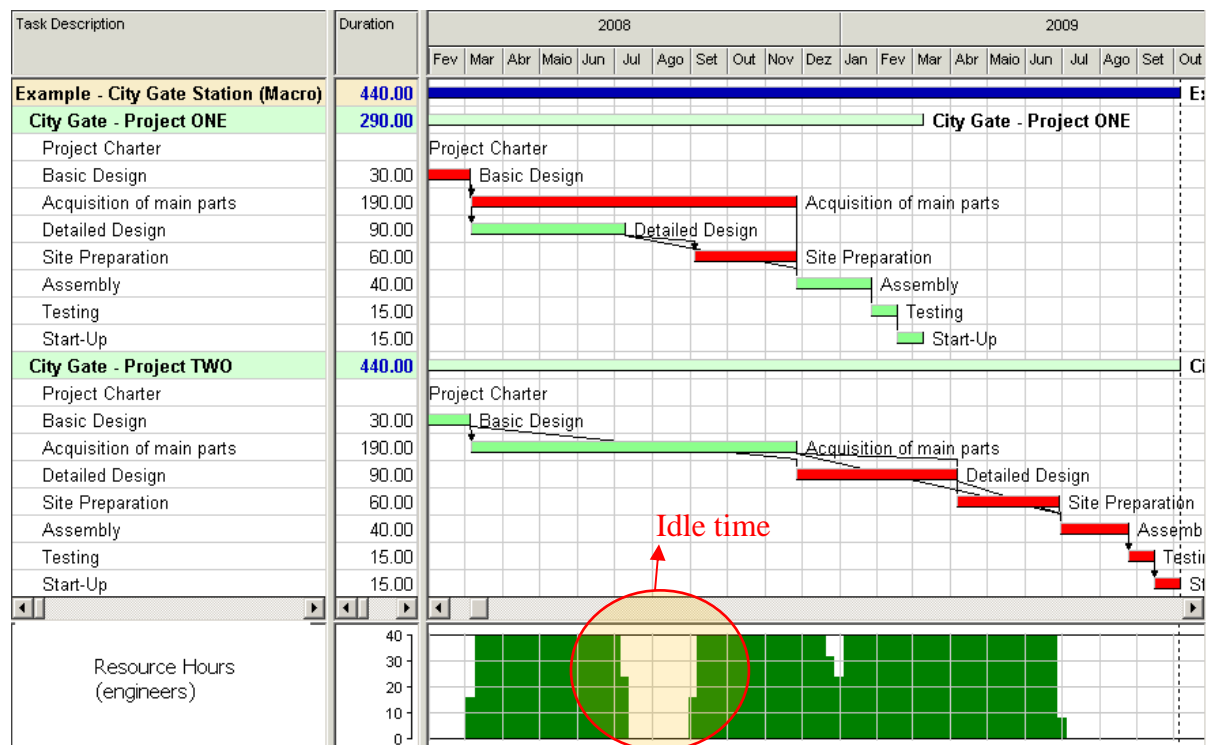 Task Description Duration 2008 2009
Fev Mar Abr Maio Jun Jul Ago Set Out Nov Dez Jan Fev Mar Abr Maio Jun Jul Ago Set Out
Example - City Gate Station (Macro) 440.00 E
City Gate - Project ONE 290.00 City Gate - Project ONE
Project Charter Project Charter
Basic Design 30.00 Basic Design
Acquisition of main parts 190.00 Acquisition of main parts
Detailed Design 90.00 Detailed Design
Site Preparation 60.00 Site Preparation
Assembly 40.00 Assembly
Testing 15.00 Testing
Start-Up 15.00 Start-Up
City Gate - Project TWO 440.00 Ci
Project Charter Project Charter
Basic Design 30.00 Basic Design
Acquisition of main parts 190.00 Acquisition of main parts
Detailed Design 90.00 Detailed Design
Site Preparation 60.00 Site Preparation
Assembly 40.00 Assemb
Testing 15.00 Testi
Start-Up 15.00 St
Idle time
Resource Hours
(engineers)
40
30
20
10
0